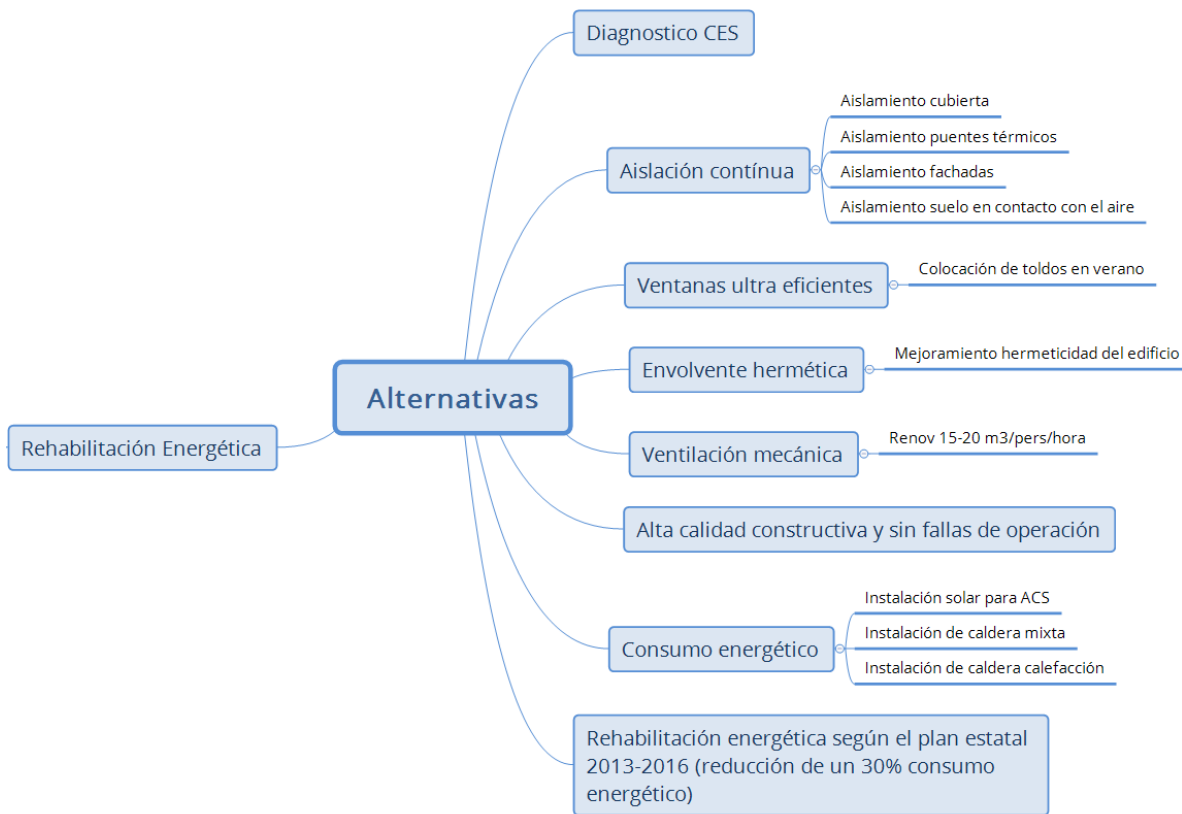 Diagnostico CES
Aislación contínua
Aislamiento cubierta
Aislamiento puentes térmicos
Aislamiento fachadas
Aislamiento suelo en contacto con el aire
Ventanas ultra eficientes
Colocación de toldos en verano
Envolvente hermética
Mejoramiento hermeticidad del edificio
Alternativas
Rehabilitación Energética
Ventilación mecánica
Renov 15-20 m3/pers/hora
Alta calidad constructiva y sin fallas de operación
Consumo energético
Instalación solar para ACS
Instalación de caldera mixta
Instalación de caldera calefacción
Rehabilitación energética según el plan estatal
2013-2016 (reducción de un 30% consumo
energético)